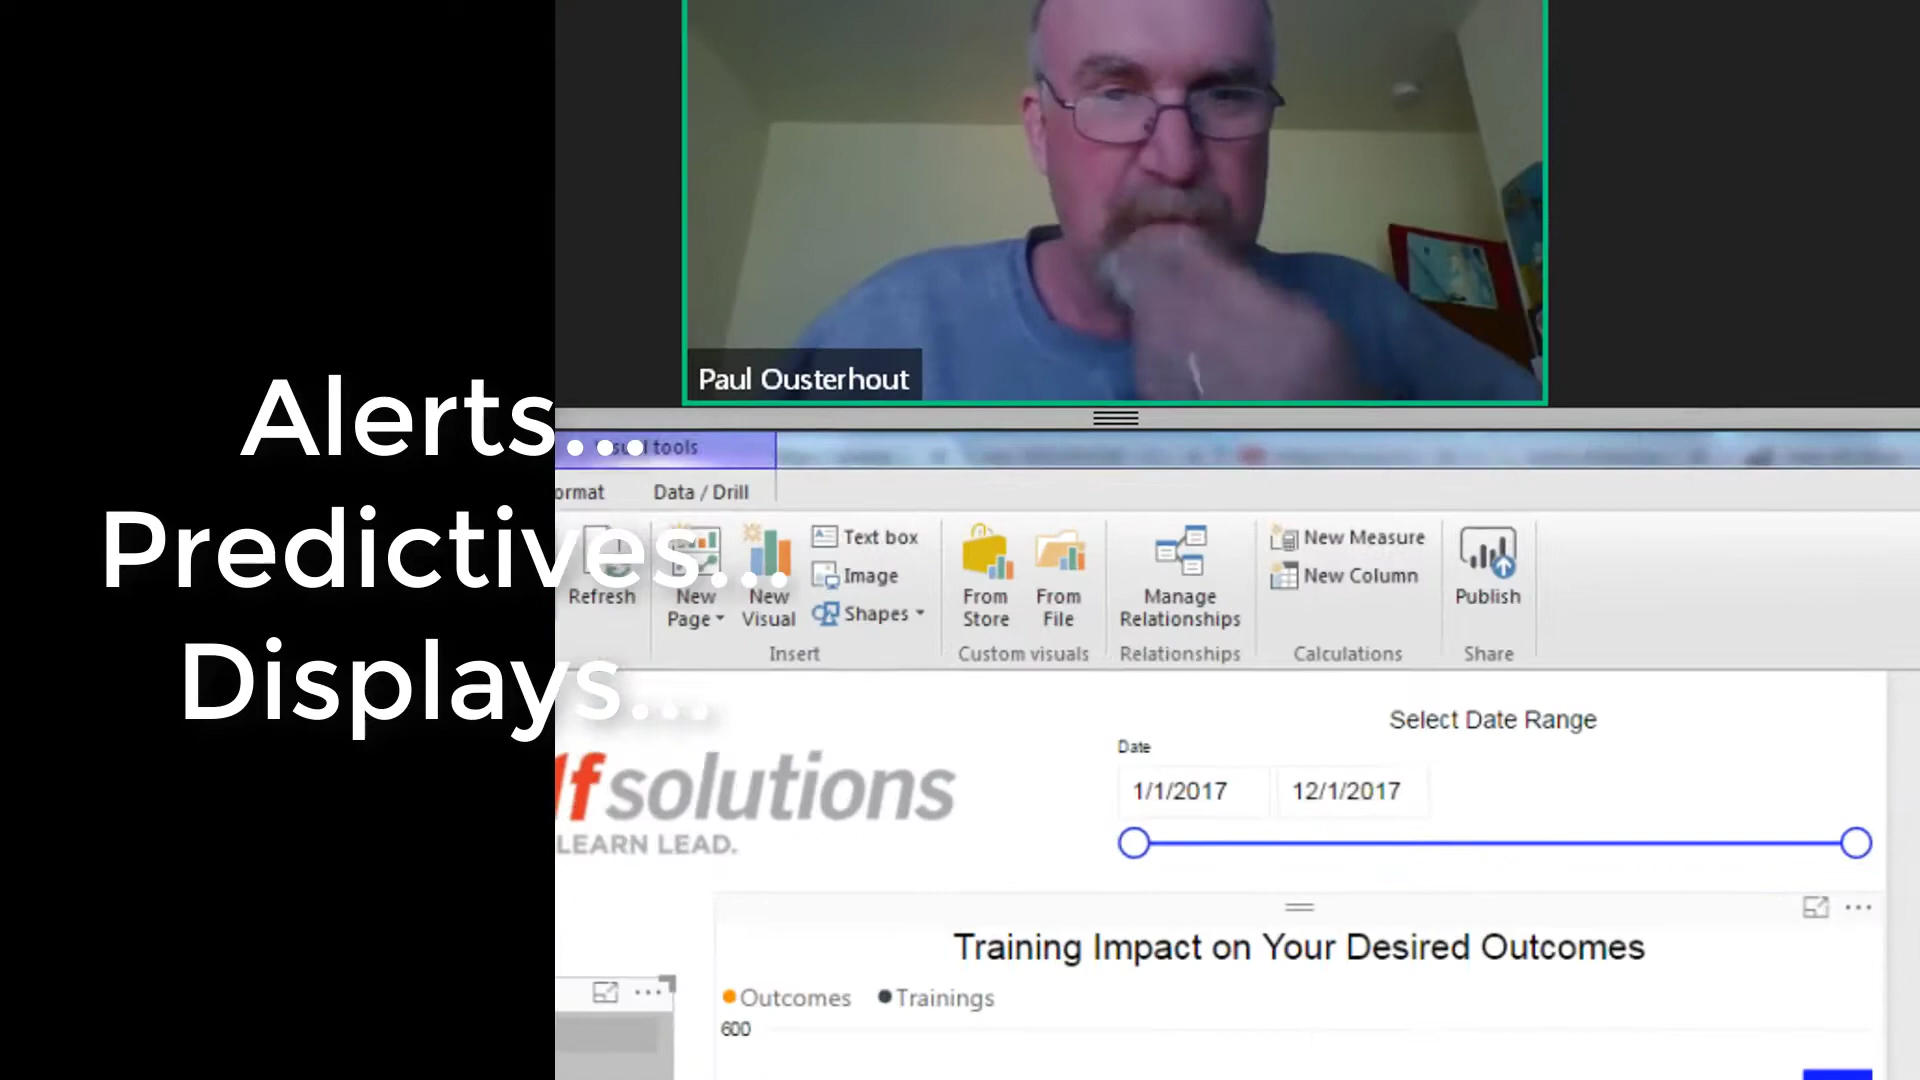 Paul Ousterhout
Alerts...
Predictives...
Displays...
tools
Data / Drill
Refresh
New Page
New Visual
Text box
Image
Shapes
Insert
From Store
From File
Custom visuals
Manage Relationships
Relationships
New Measure
New Column
Calculations
Publish
Share
solutions
LEARN LEAD.
Select Date Range
Date
1/1/2017 12/1/2017
Training Impact on Your Desired Outcomes
Outcomes Trainings
600